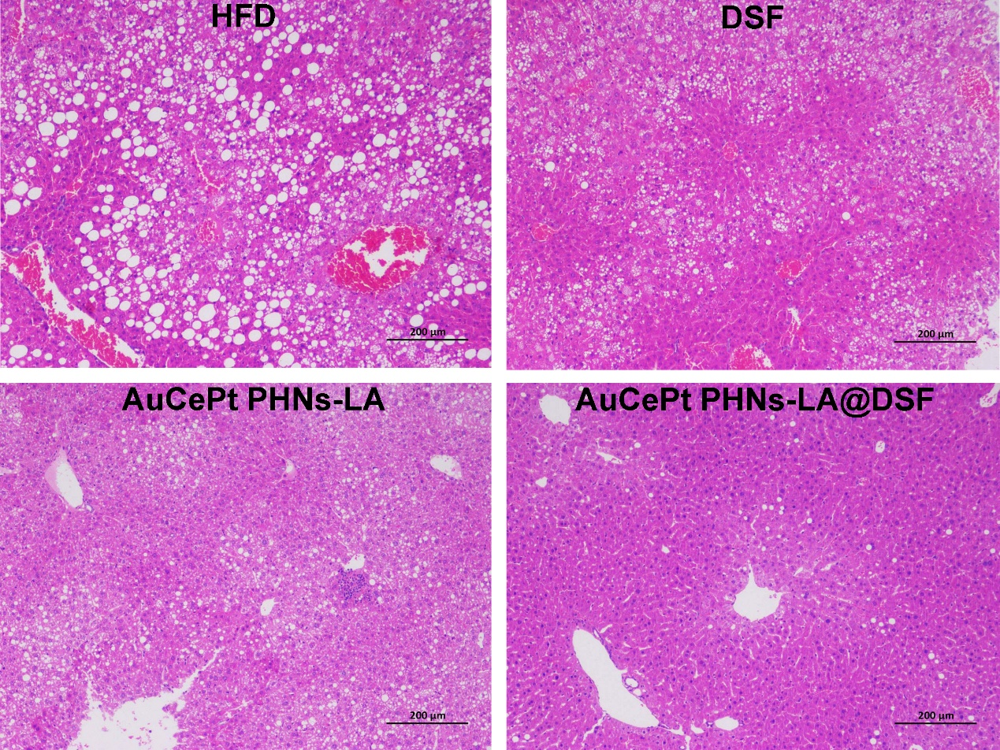 HFD
DSF
200 µm
200 µm
AuCePt PHNs-LA
AuCePt PHNs-LA@DSF
200 µm
200 µm